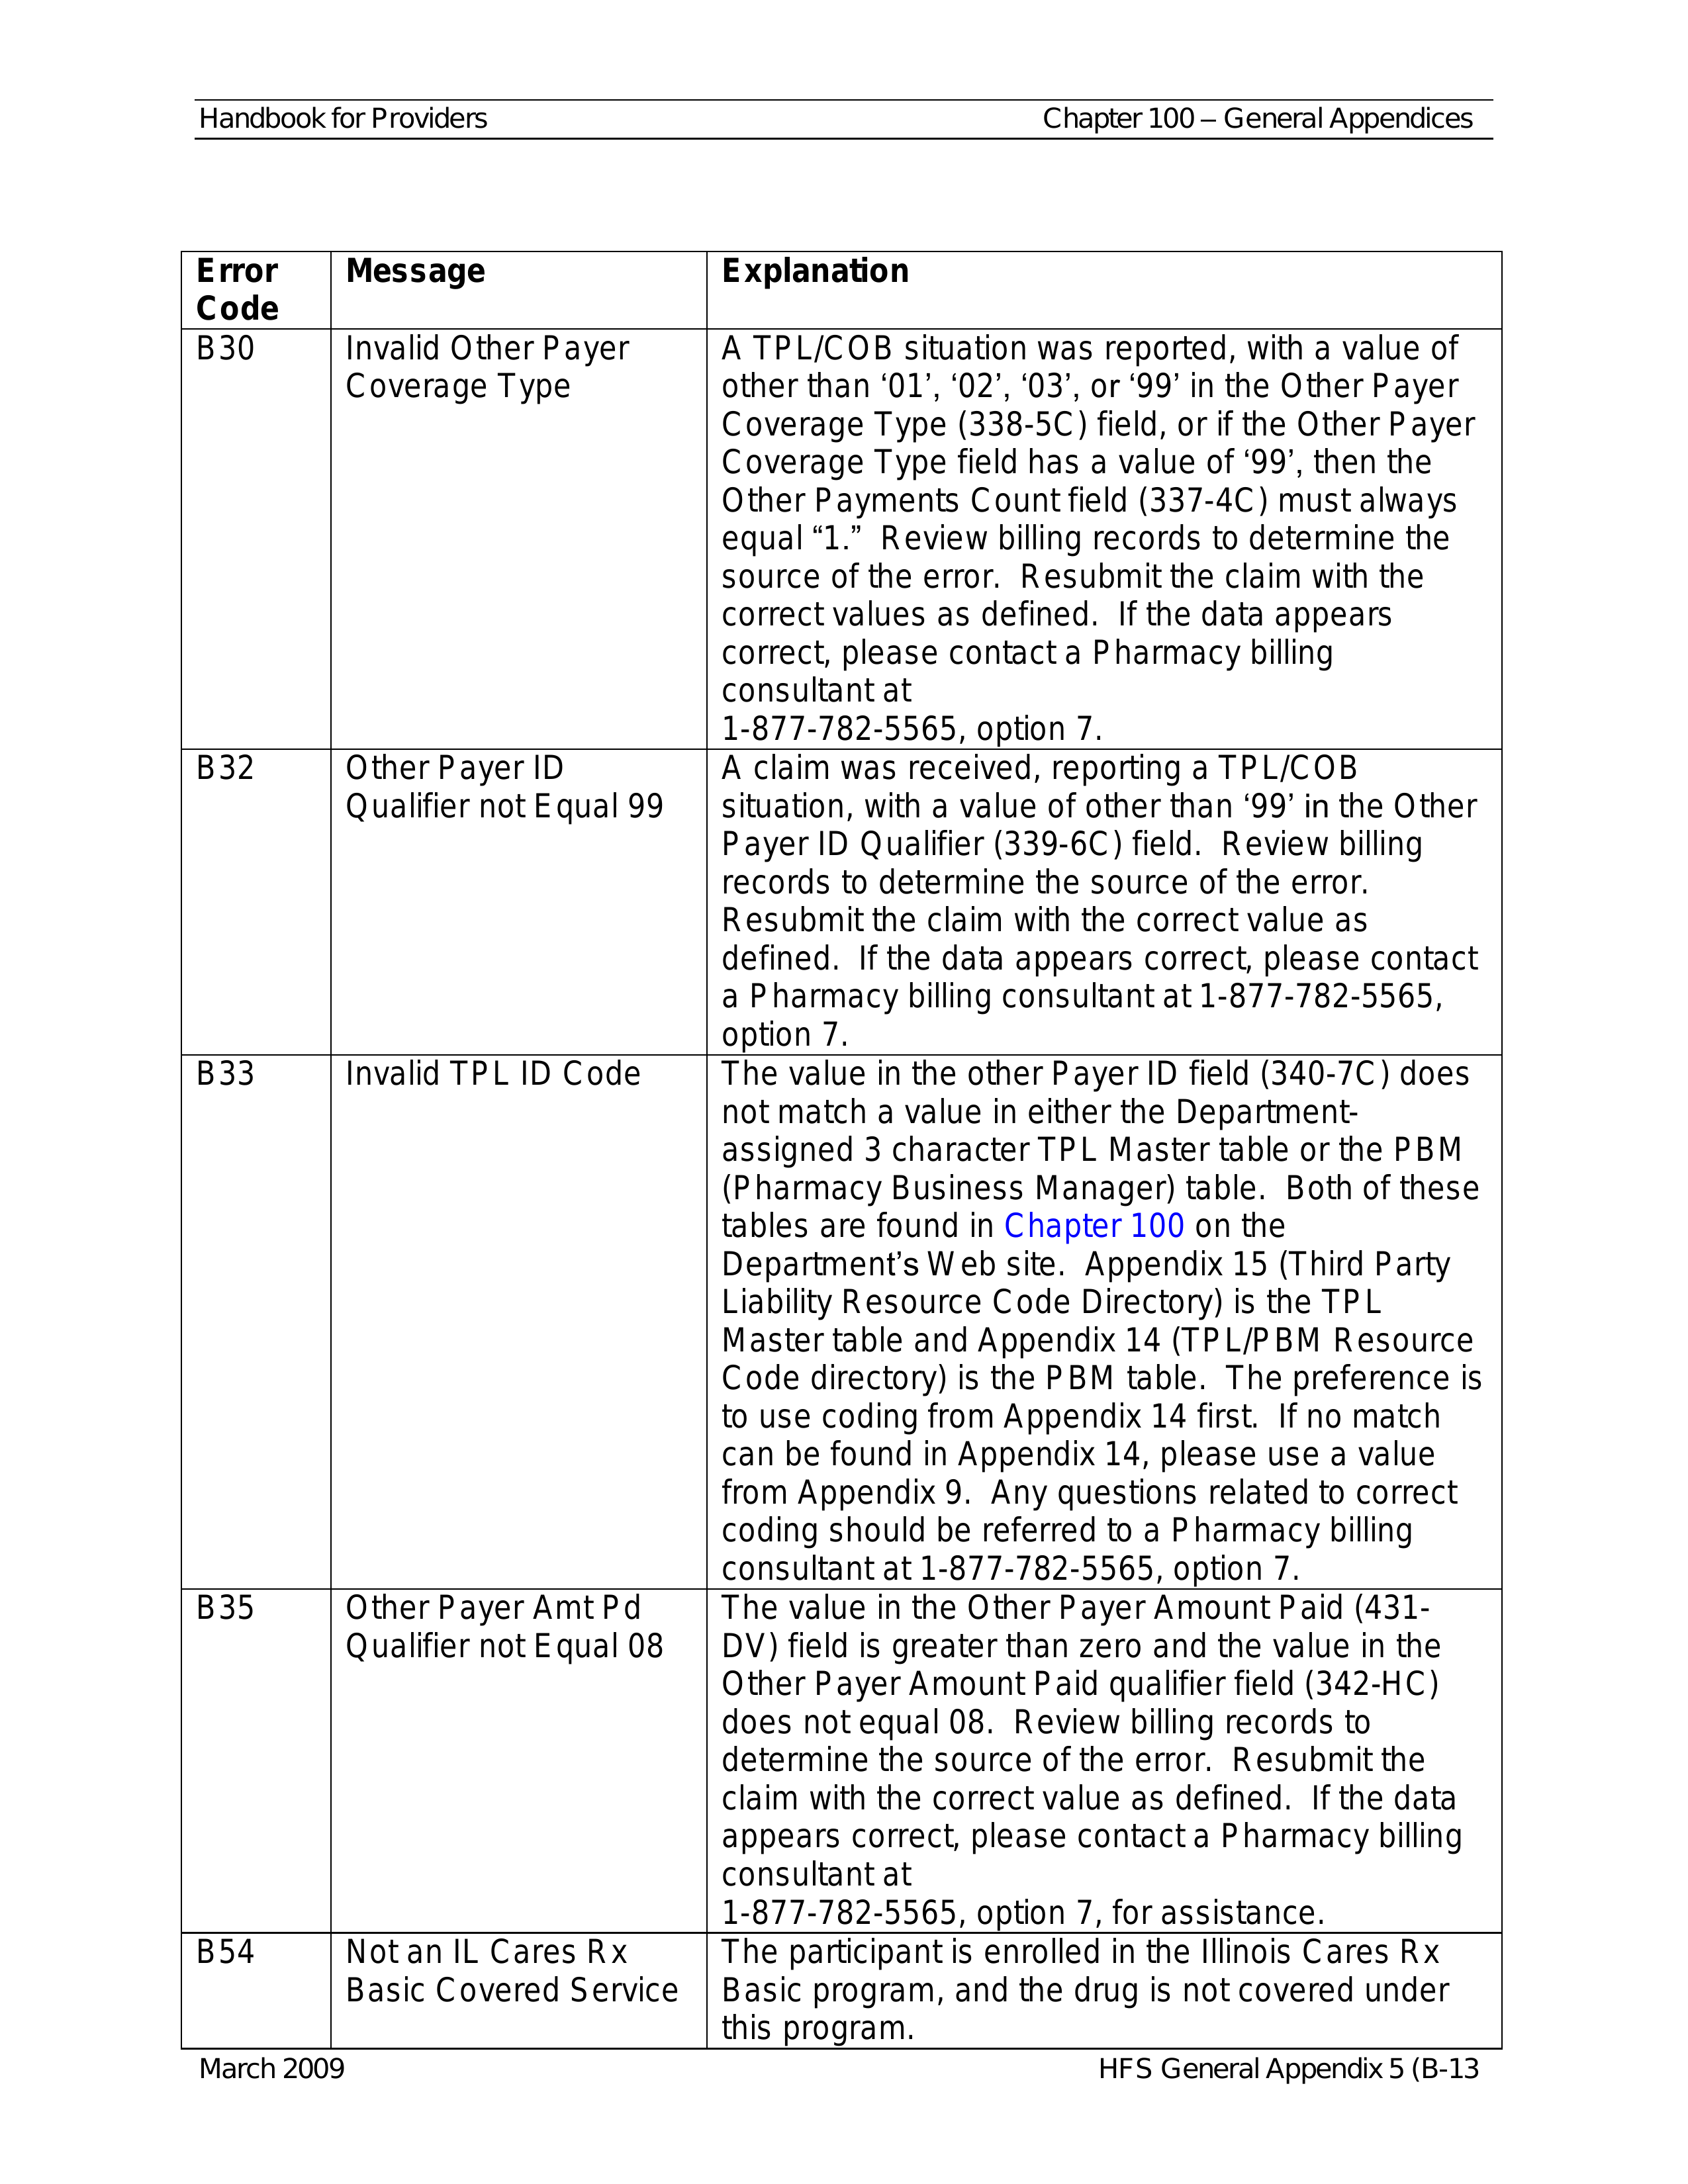 Handbook for Providers
Chapter 100 – General Appendices
Error
Code
Message
Explanation
B30
Invalid Other Payer
Coverage Type
A TPL/COB situation was reported, with a value of
other than ‘01’, ‘02’, ‘03’, or ‘99’ in the Other Payer
Coverage Type (338-5C) field, or if the Other Payer
Coverage Type field has a value of ‘99’, then the
Other Payments Count field (337-4C) must always
equal “1.”  Review billing records to determine the
source of the error.  Resubmit the claim with the
correct values as defined.  If the data appears
correct, please contact a Pharmacy billing
consultant at
1-877-782-5565, option 7.
B32
Other Payer ID
Qualifier not Equal 99
A claim was received, reporting a TPL/COB
situation, with a value of other than ‘99’ in the Other
Payer ID Qualifier (339-6C) field.  Review billing
records to determine the source of the error.
Resubmit the claim with the correct value as
defined.  If the data appears correct, please contact
a Pharmacy billing consultant at 1-877-782-5565,
option 7.
B33
Invalid TPL ID Code
The value in the other Payer ID field (340-7C) does
not match a value in either the Department-
assigned 3 character TPL Master table or the PBM
(Pharmacy Business Manager) table.  Both of these
tables are found in Chapter 100 on the
Department’s Web site.  Appendix 15 (Third Party
Liability Resource Code Directory) is the TPL
Master table and Appendix 14 (TPL/PBM Resource
Code directory) is the PBM table.  The preference is
to use coding from Appendix 14 first.  If no match
can be found in Appendix 14, please use a value
from Appendix 9.  Any questions related to correct
coding should be referred to a Pharmacy billing
consultant at 1-877-782-5565, option 7.
B35
Other Payer Amt Pd
Qualifier not Equal 08
The value in the Other Payer Amount Paid (431-
DV) field is greater than zero and the value in the
Other Payer Amount Paid qualifier field (342-HC)
does not equal 08.  Review billing records to
determine the source of the error.  Resubmit the
claim with the correct value as defined.  If the data
appears correct, please contact a Pharmacy billing
consultant at
1-877-782-5565, option 7, for assistance.
B54
Not an IL Cares Rx
Basic Covered Service
The participant is enrolled in the Illinois Cares Rx
Basic program, and the drug is not covered under
this program.
March 2009
HFS General Appendix 5 (B-13